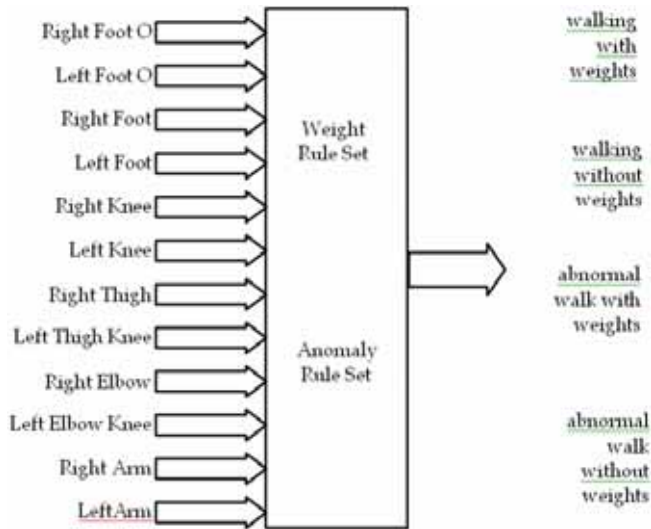 Right Foot O
Left Foot O
Right Foot
Left Foot
Right Knee
Left Knee
Right Thigh
Left Thigh Knee
Right Elbow
Left Elbow Knee
Right Arm
LeftArm
Weight
Rule Set
Anomaly
Rule Set
walking
with
weights
walking
without
weights
abnormal
walk with
weights
abnormal
walk
without
weights